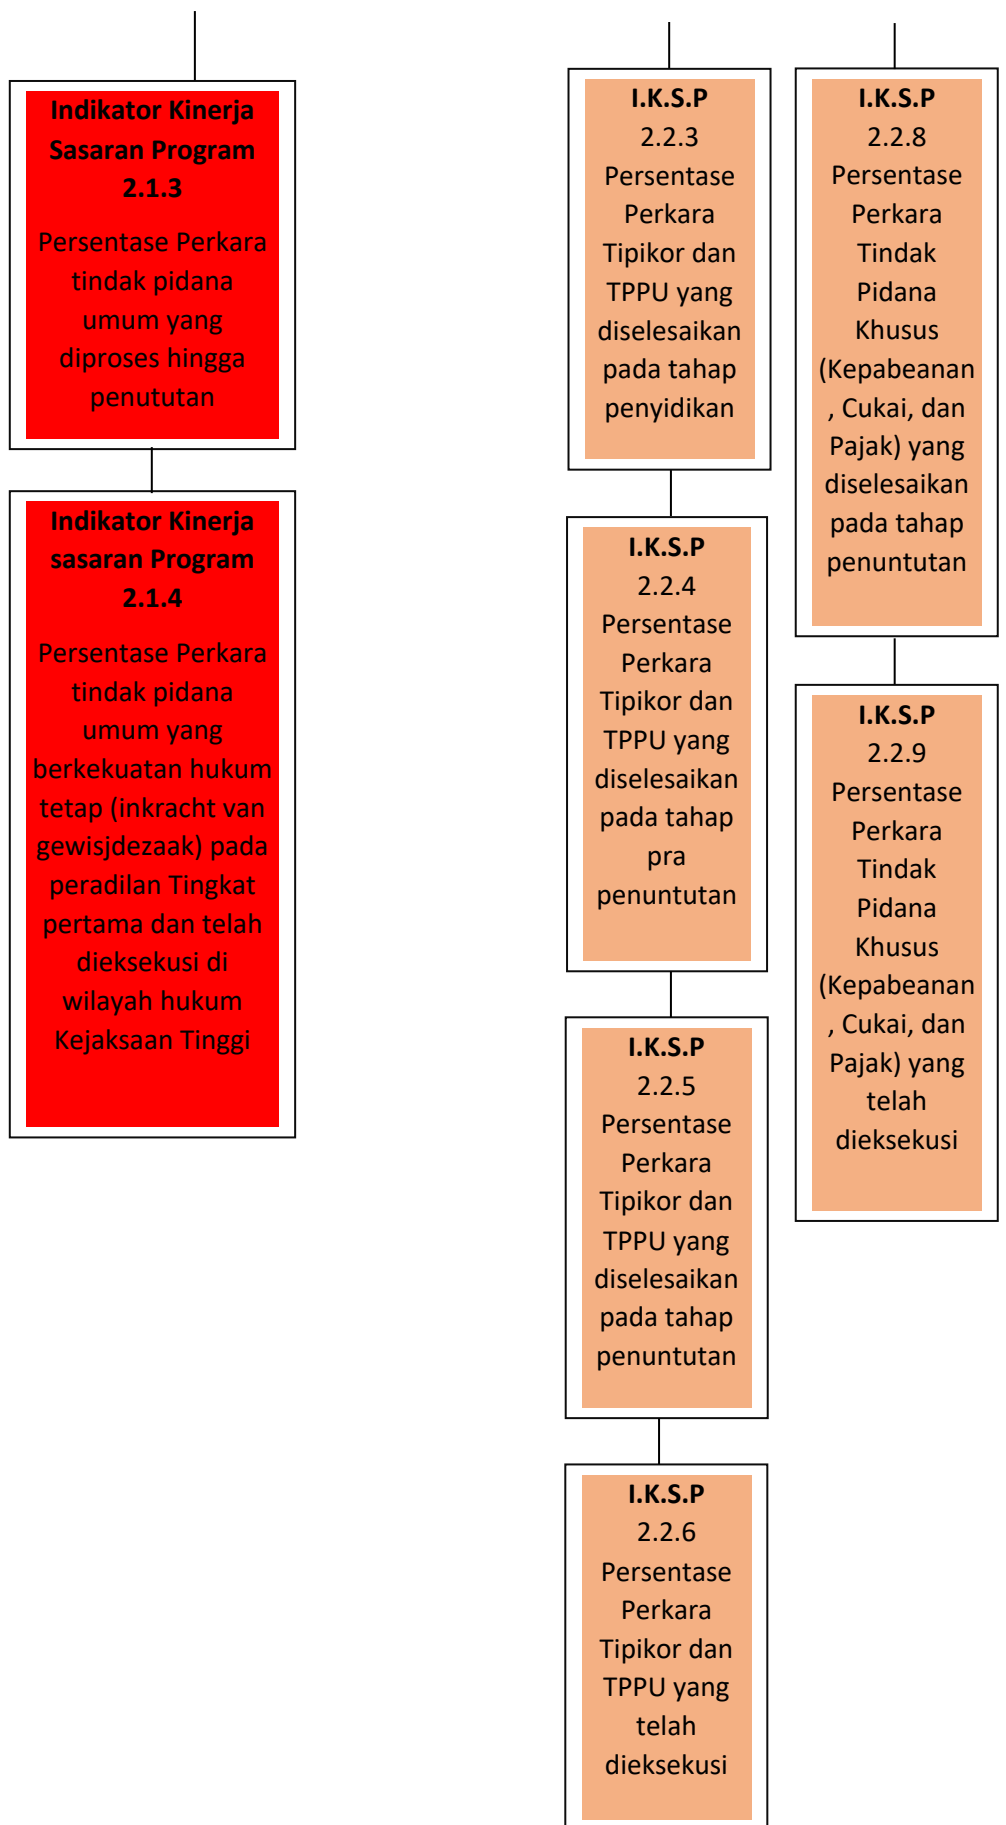 Indikator Kinerja
Sasaran Program
2.1.3
Persentase Perkara
tindak pidana
umum yang
diproses hingga
penututan
Indikator Kinerja
sasaran Program
2.1.4
Persentase Perkara
tindak pidana
umum yang
berkekuatan hukum
tetap (inkracht van
gewisjdezaak) pada
peradilan Tingkat
pertama dan telah
dieksekusi di
wilayah hukum
Kejaksaan Tinggi
I.K.S.P
2.2.3
Persentase
Perkara
Tipikor dan
TPPU yang
diselesaikan
pada tahap
penyidikan
I.K.S.P
2.2.4
Persentase
Perkara
Tipikor dan
TPPU yang
diselesaikan
pada tahap
pra
penuntutan
I.K.S.P
2.2.5
Persentase
Perkara
Tipikor dan
TPPU yang
diselesaikan
pada tahap
penuntutan
I.K.S.P
2.2.6
Persentase
Perkara
Tipikor dan
TPPU yang
telah
dieksekusi
I.K.S.P
2.2.8
Persentase
Perkara
Tindak
Pidana
Khusus
(Kepabeanan
, Cukai, dan
Pajak) yang
diselesaikan
pada tahap
penuntutan
I.K.S.P
2.2.9
Persentase
Perkara
Tindak
Pidana
Khusus
(Kepabeanan
, Cukai, dan
Pajak) yang
telah
dieksekusi